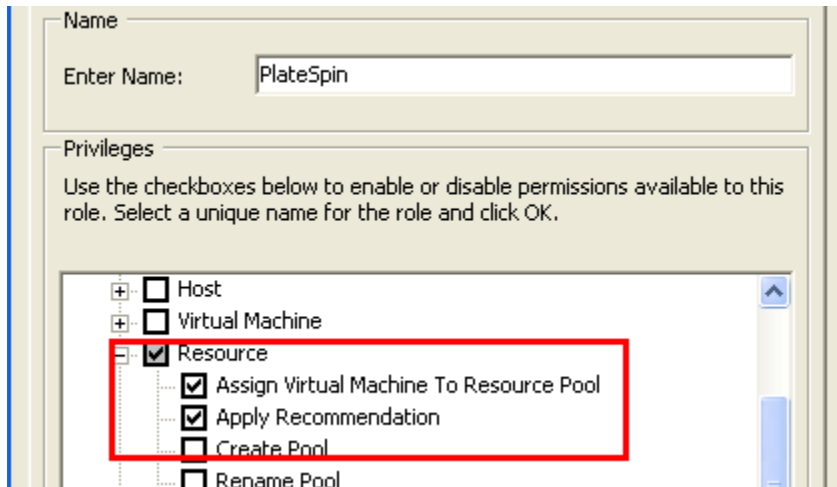 Name
Enter Name: PlateSpin
Privileges
Use the checkboxes below to enable or disable permissions available to this
role. Select a unique name for the role and click OK.
Host
Virtual Machine
Resource
Assign Virtual Machine To Resource Pool
Apply Recommendation
Create Pool
Rename Pool